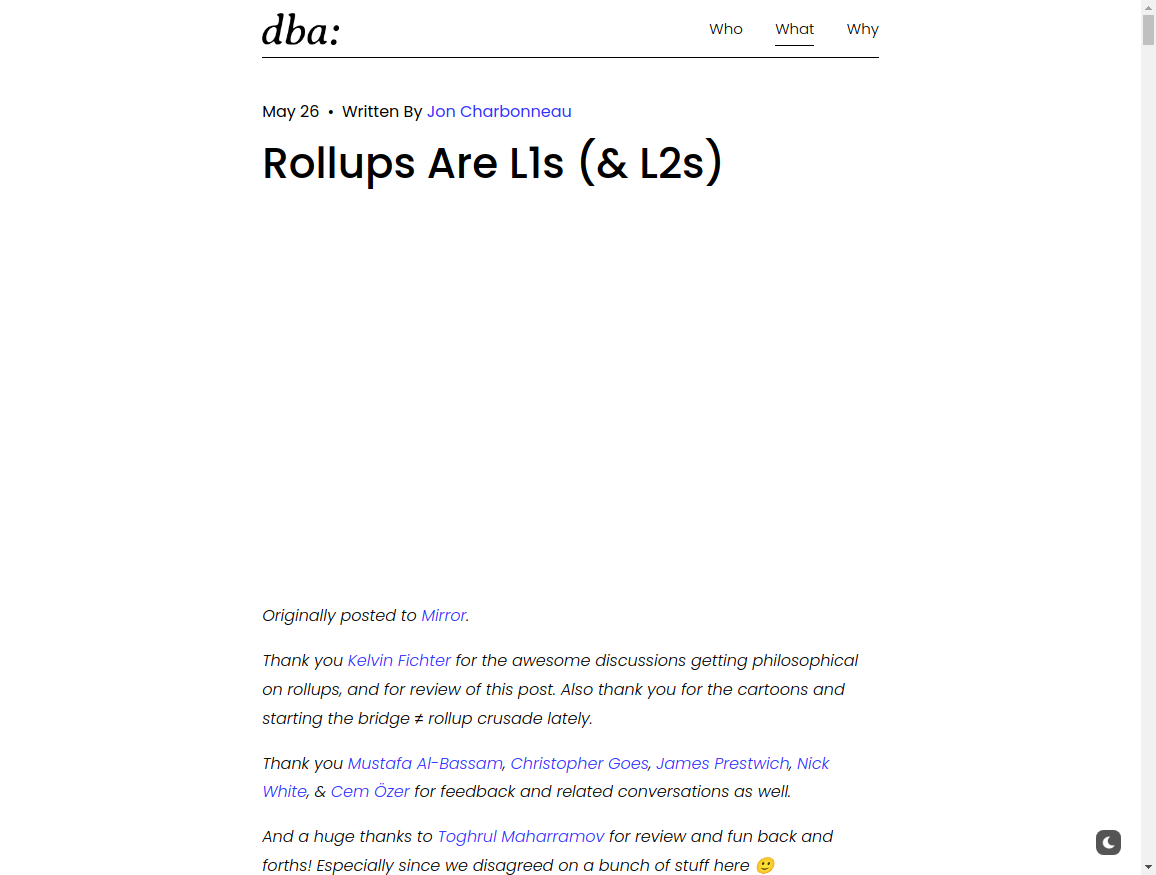 dba:
Who What Why
May 26 • Written By Jon Charbonneau
Rollups Are L1s (& L2s)
Originally posted to Mirror.
Thank you Kelvin Fichter for the awesome discussions getting philosophical
on rollups, and for review of this post. Also thank you for the cartoons and
starting the bridge ≠ rollup crusade lately.
Thank you Mustafa Al-Bassam, Christopher Goes, James Prestwich, Nick
White, & Cem Özer for feedback and related conversations as well.
And a huge thanks to Toghrul Maharramov for review and fun back and
forths! Especially since we disagreed on a bunch of stuff here 🙂